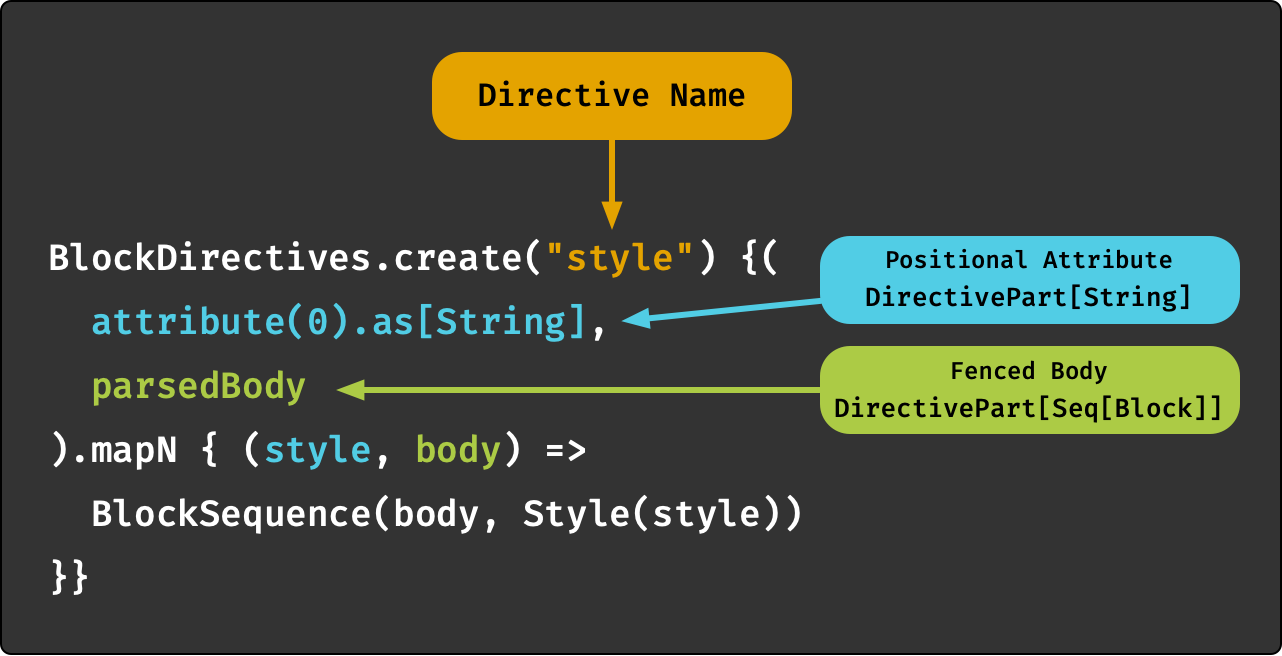 Directive Name
BlockDirectives.create("style") {(
Positional Attribute
DirectivePart[String]
attribute(0).as[String],
Fenced Body
DirectivePart[Seq[Block]]
parsedBody
).mapN { (style, body) =>
BlockSequence(body, Style(style))
}}